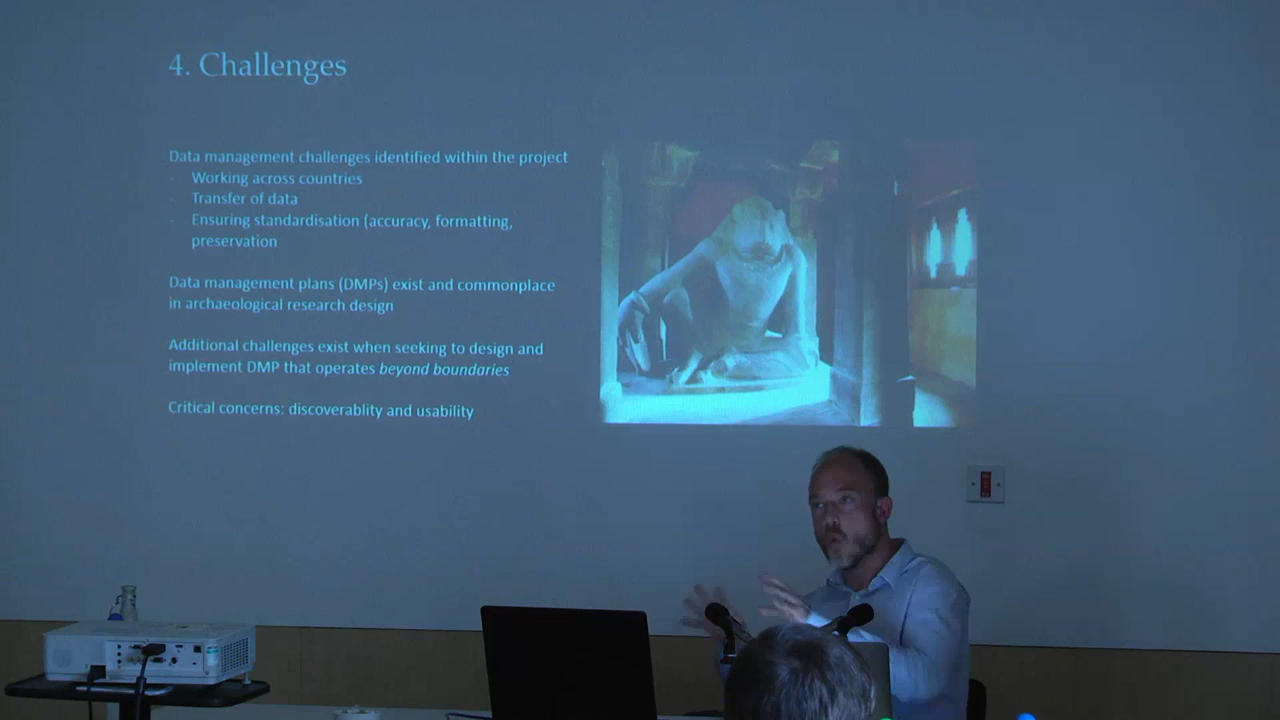 4. Challenges
Data management challenges identified within the project
- Working across countries
- Transfer of data
- Ensuring standardisation (accuracy, formatting,
preservation
Data management plans (DMPs) exist and commonplace
in archaeological research design
Additional challenges exist when seeking to design and
implement DMP that operates beyond boundaries
Critical concerns: discoverablity and usability